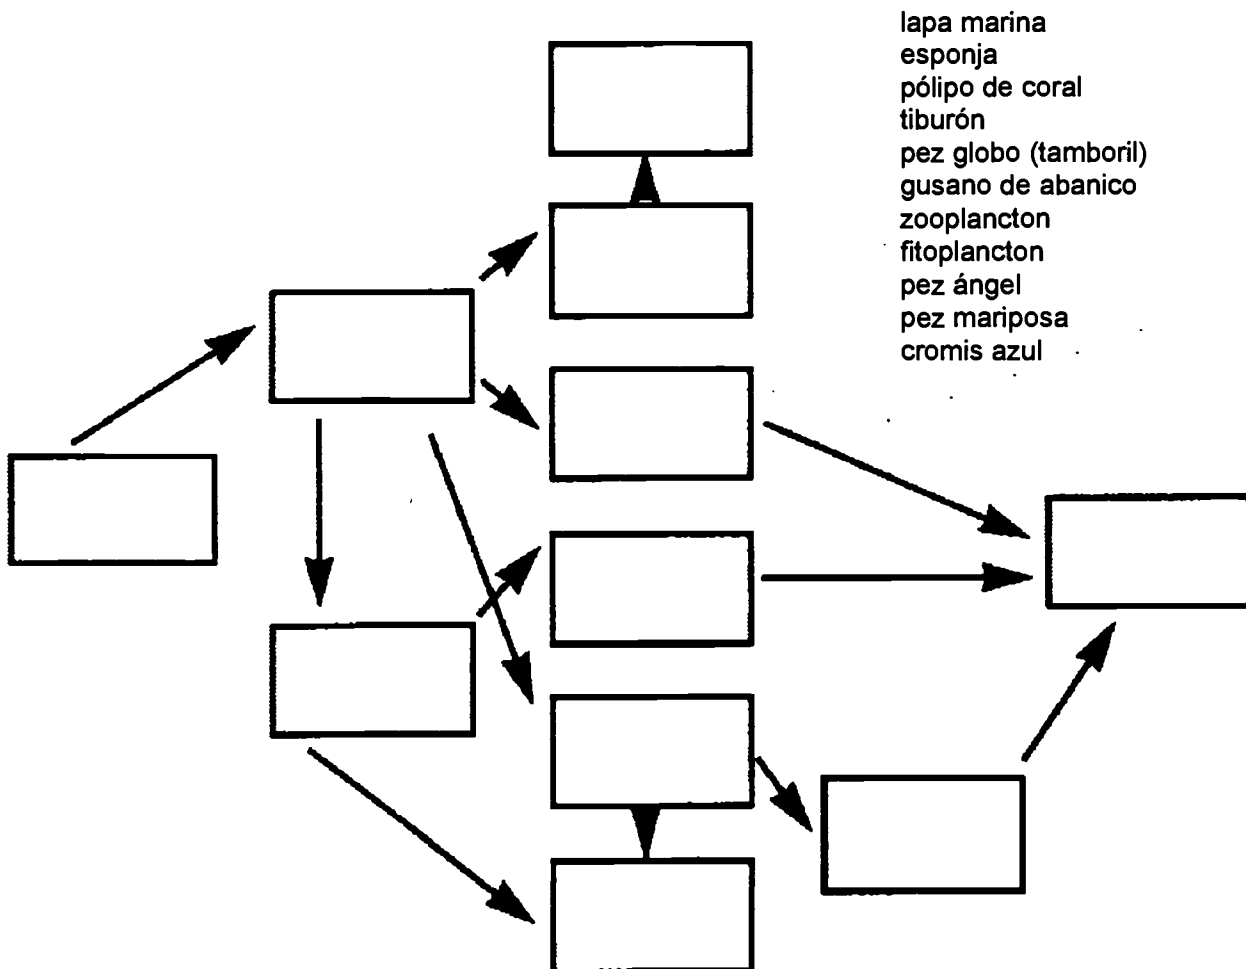 lapa marina
esponja
pólipo de coral
tiburón
pez globo (tamboril)
gusano de abanico
zooplancton
fitoplancton
pez ángel
pez mariposa
cromis azul